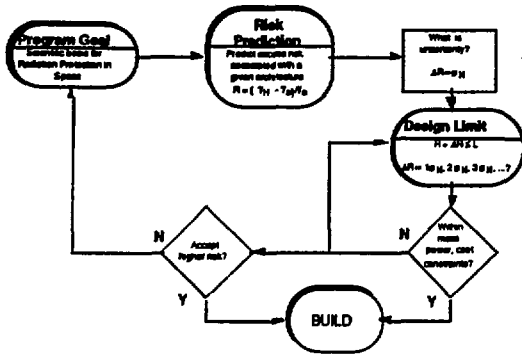 Program Goal
Scientific basis for
Radiation Protection in
Space
Risk
Prediction
Predict excess risk
associated with a
given architecture
What is
uncertainty?
Design Limit
Within
mass
power, cost
constraints?
N
Y
Accept
higher risk?
N
Y
BUILD